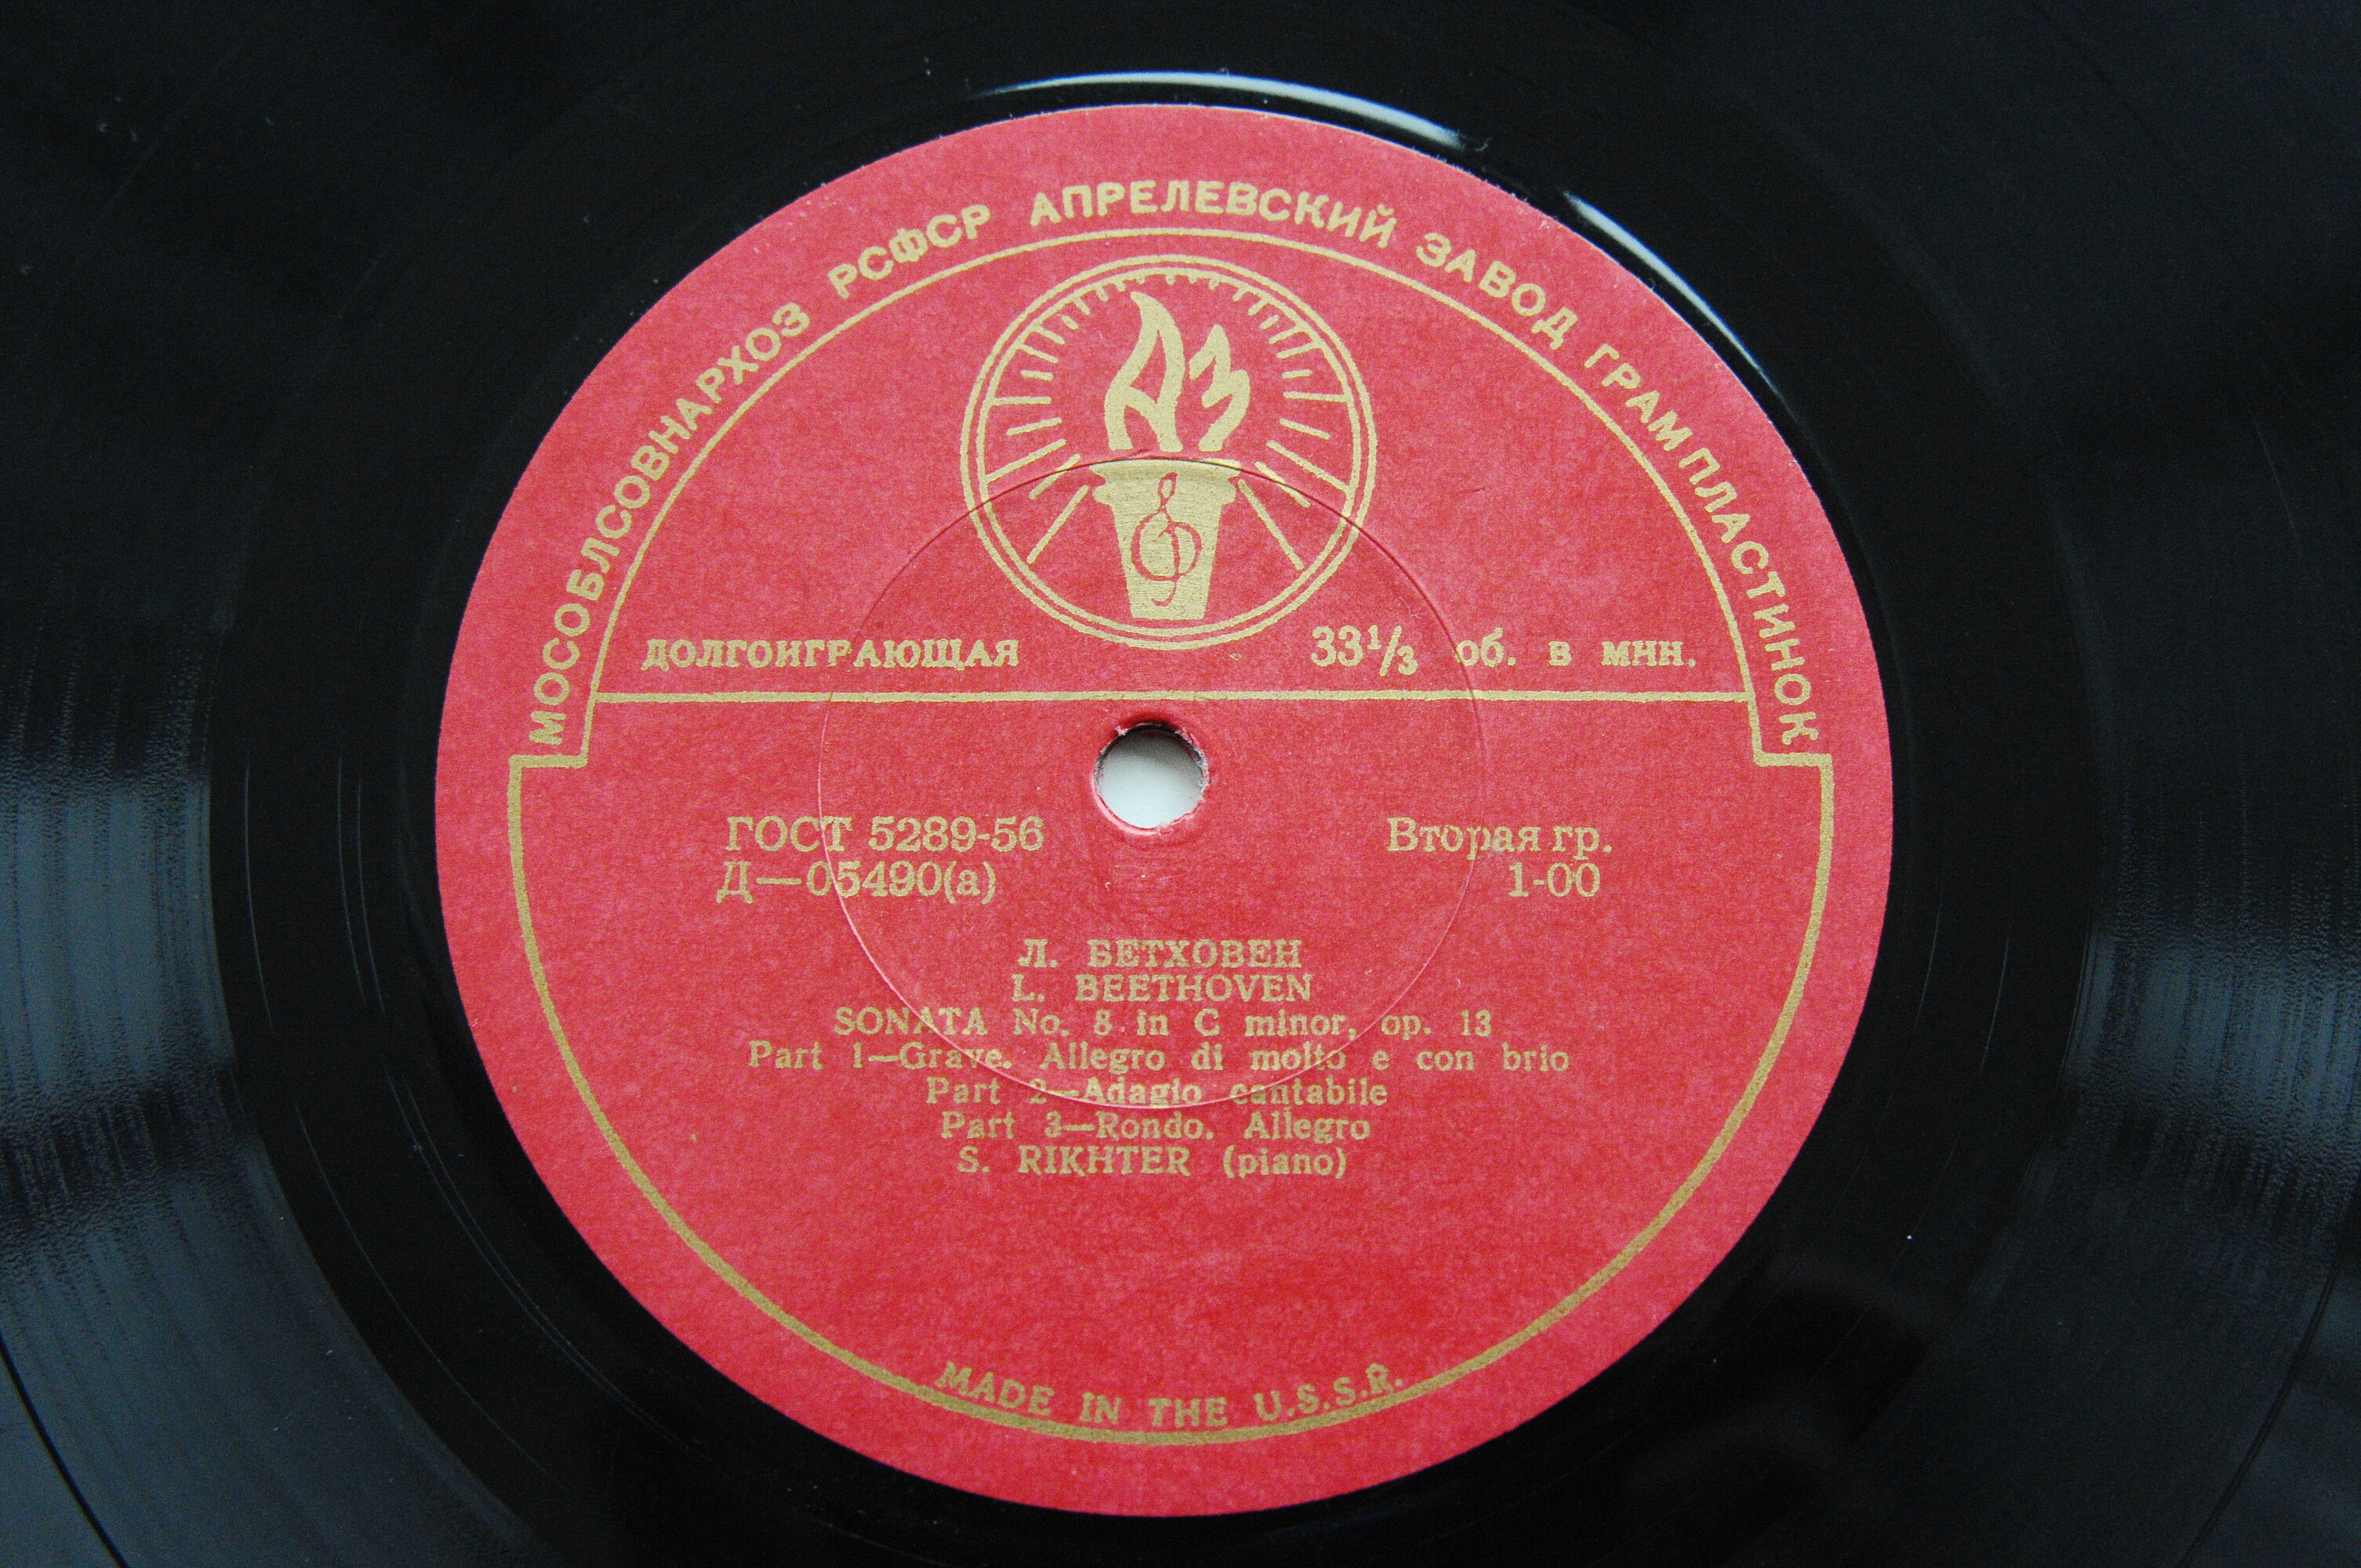 МОСОБЛСОВНАРХОЗ РСФСР АПРЕЛЕВСКИЙ ЗАВОД ГРАМПЛАСТИНОК
АЗ
ДОЛГОИГРАЮЩАЯ 33⅓ об. в мин.
ГОСТ 5289-56 Вторая гр.
Д—05490(а) 1-00
Л. БЕТХОВЕН
L. BEETHOVEN
SONATA No. 8 in C minor, op. 13
Part 1—Grave. Allegro di molto e con brio
Part 2—Adagio cantabile
Part 3—Rondo. Allegro
S. RIKHTER (piano)
MADE IN THE U.S.S.R.